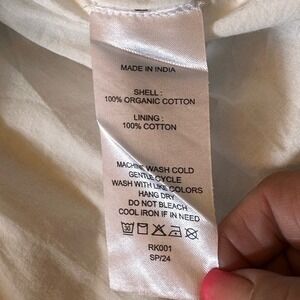 MADE IN INDIA
SHELL :
100% ORGANIC COTTON
LINING :
100% COTTON
MACHINE WASH COLD
GENTLE CYCLE
WASH WITH LIKE COLORS
HANG DRY
DO NOT BLEACH
COOL IRON IF IN NEED
RK001
SP/24